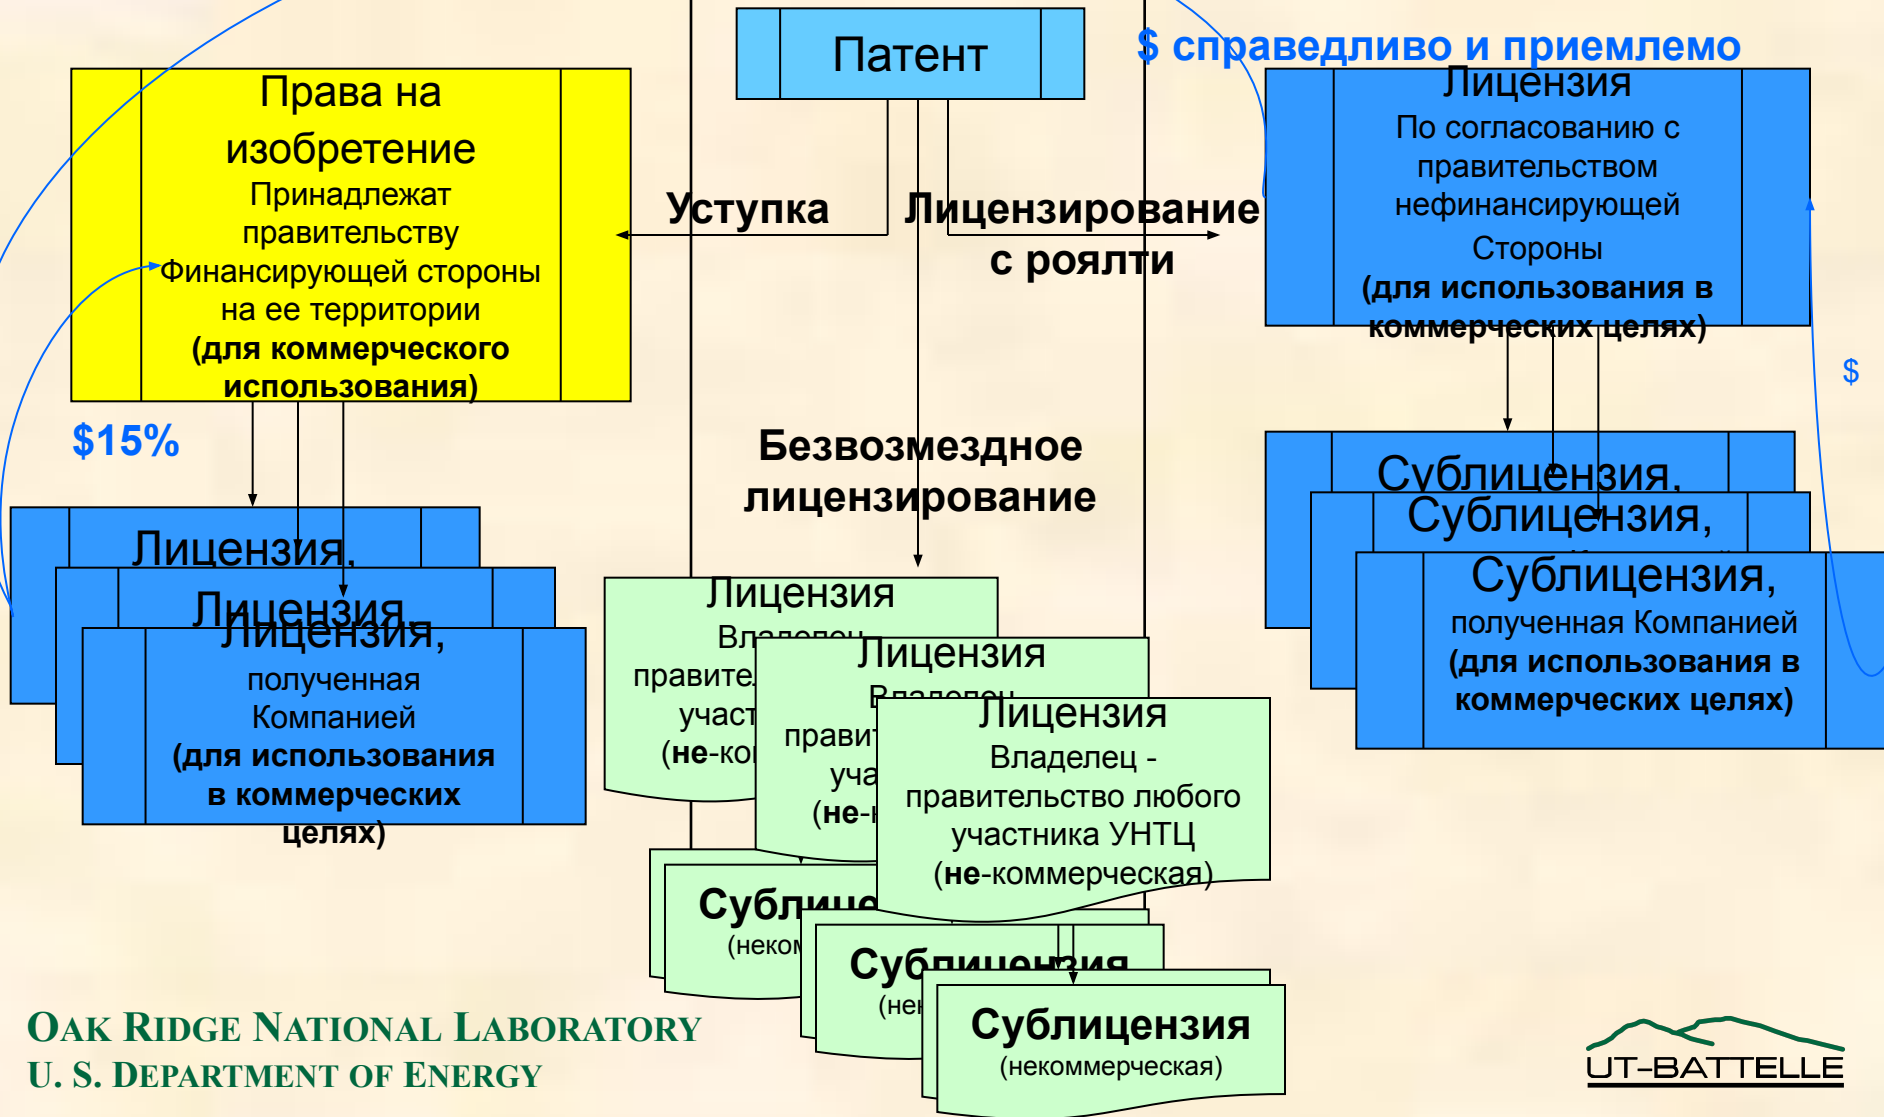 Патент
$ справедливо и приемлемо
Права на
изобретение
Принадлежат
правительству
Финансирующей стороны
на ее территории
(для коммерческого
использования)
Уступка
Лицензирование
с роялти
Лицензия
По согласованию с
правительством
нефинансирующей
Стороны
(для использования в
коммерческих целях)
$
$15%
Безвозмездное
лицензирование
Лицензия,
Лицензия,
Лицензия,
полученная
Компанией
(для использования
в коммерческих
целях)
Лицензия
Лицензия
Лицензия
Владелец -
правительство любого
участника УНТЦ
(не-коммерческая)
Сублицензия,
Сублицензия,
Сублицензия,
полученная Компанией
(для использования в
коммерческих целях)
Сублицензия
Сублицензия
(некоммерческая)
OAK RIDGE NATIONAL LABORATORY
U. S. DEPARTMENT OF ENERGY
UT-BATTELLE